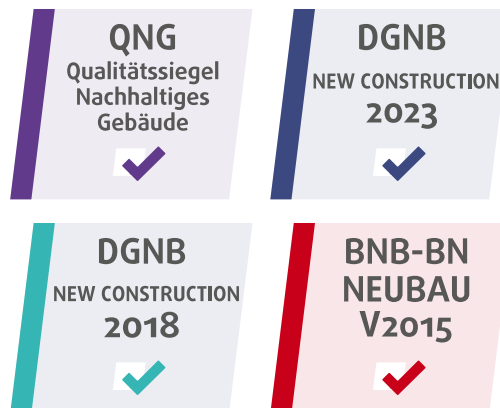 QNG
Qualitätssiegel
Nachhaltiges
Gebäude
DGNB
NEW CONSTRUCTION
2023
DGNB
NEW CONSTRUCTION
2018
BNB-BN
NEUBAU
V2015